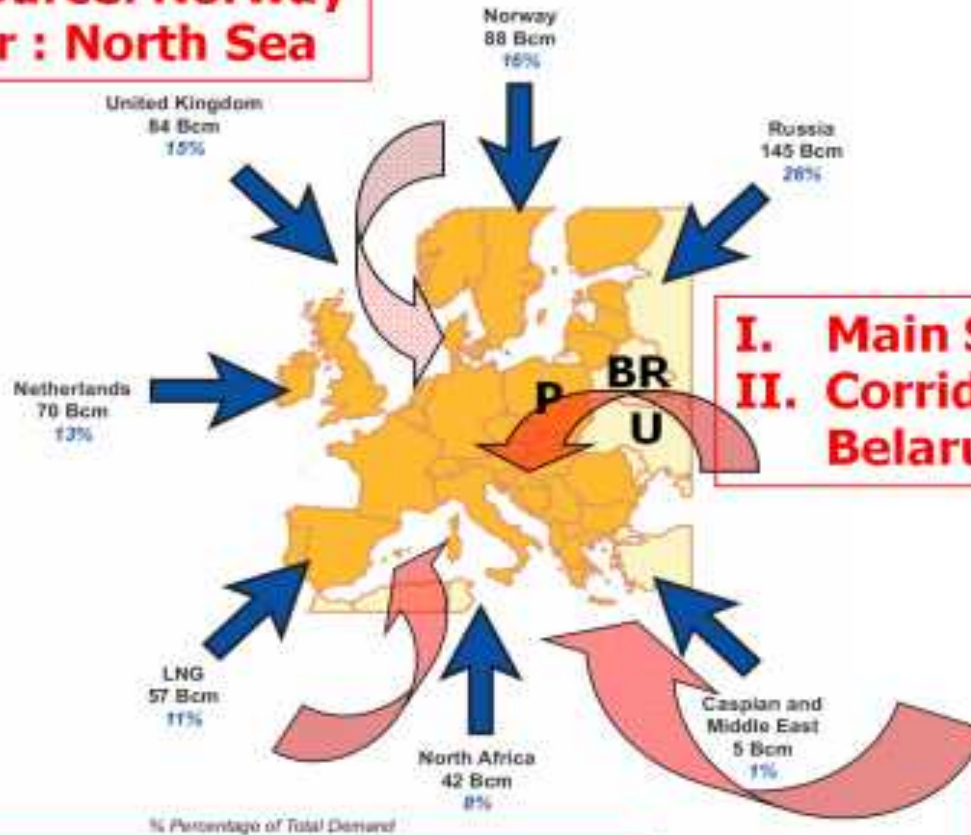 r : North Sea
Norway
88 Bcm
16%
United Kingdom
84 Bcm
15%
Russia
145 Bcm
26%
I. Main S
II. Corrid
Belaru
BR
P
U
Netherlands
70 Bcm
13%
LNG
57 Bcm
11%
North Africa
42 Bcm
8%
Caspian and
Middle East
5 Bcm
1%
% Percentage of Total Demand